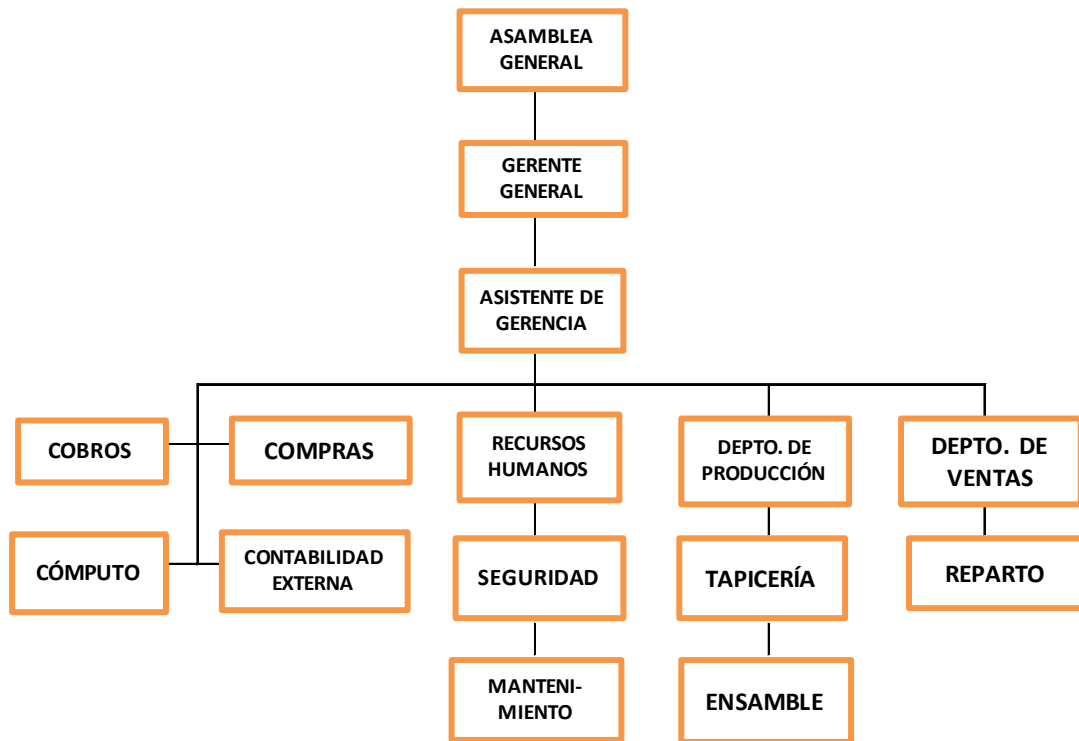 ASAMBLEA
GENERAL
GERENTE
GENERAL
ASISTENTE DE
GERENCIA
COBROS
COMPRAS
RECURSOS
HUMANOS
DEPTO. DE
PRODUCCIÓN
DEPTO. DE
VENTAS
CÓMPUTO
CONTABILIDAD
EXTERNA
SEGURIDAD
TAPICERÍA
REPARTO
MANTENI-
MIENTO
ENSAMBLE